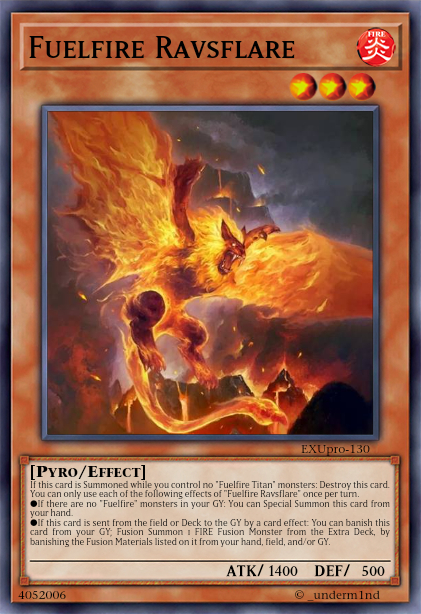 Fuelfire Ravsflare
FIRE
炎
EXUpro-130
[Pyro/Effect]
If this card is Summoned while you control no "Fuelfire Titan" monsters: Destroy this card.
You can only use each of the following effects of "Fuelfire Ravsflare" once per turn.
●If there are no "Fuelfire" monsters in your GY: You can Special Summon this card from
your hand.
●If this card is sent from the field or Deck to the GY by a card effect: You can banish this
card from your GY; Fusion Summon 1 FIRE Fusion Monster from the Extra Deck, by
banishing the Fusion Materials listed on it from your hand, field, and/or GY.
ATK/ 1400 DEF/ 500
4052006 © _underm1nd